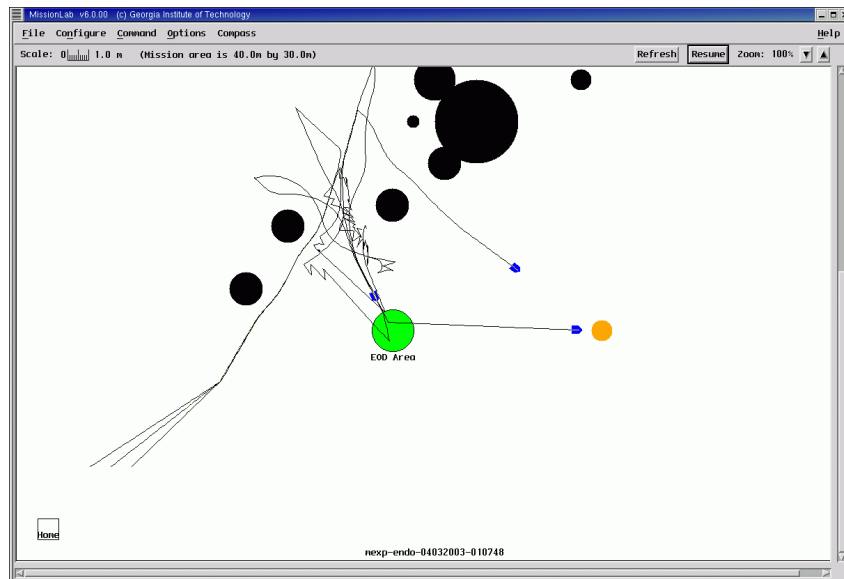 MissionLab v6.0.00 (c) Georgia Institute of Technology
File Configure Command Options Compass Help
Scale: 0 1.0 m (Mission area is 40.0m by 30.0m) Refresh Resume Zoom: 100%
EOD Area
Home
mexp-endo-04032003-010748